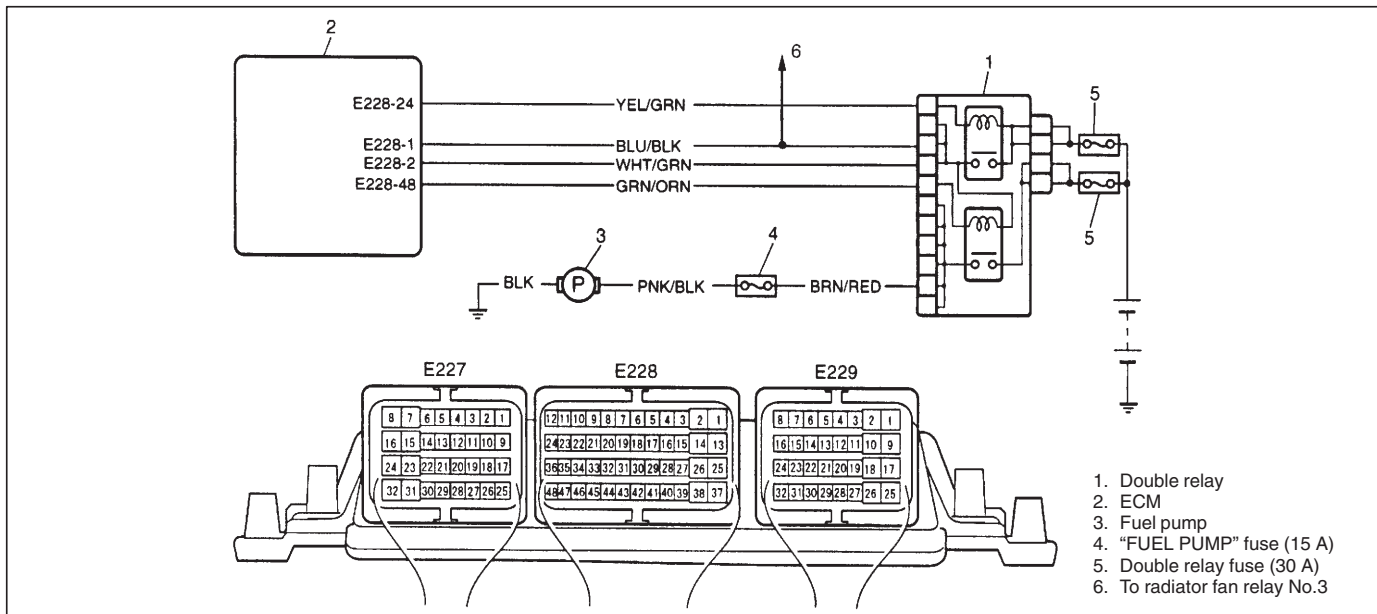 2
6
1
5
E228-24
YEL/GRN
E228-1
BLU/BLK
E228-2
WHT/GRN
E228-48
GRN/ORN
5
3
4
BLK
P
PNK/BLK
BRN/RED
E227
E228
E229
8 7 6 5 4 3 2 1
16 15 14 13 12 11 10 9
24 23 22 21 20 19 18 17
32 31 30 29 28 27 26 25
12 11 10 9 8 7 6 5 4 3 2 1
24 23 22 21 20 19 18 17 16 15 14 13
36 35 34 33 32 31 30 29 28 27 26 25
48 47 46 45 44 43 42 41 40 39 38 37
8 7 6 5 4 3 2 1
16 15 14 13 12 11 10 9
24 23 22 21 20 19 18 17
32 31 30 29 28 27 26 25
1. Double relay
2. ECM
3. Fuel pump
4. “FUEL PUMP” fuse (15 A)
5. Double relay fuse (30 A)
6. To radiator fan relay No.3